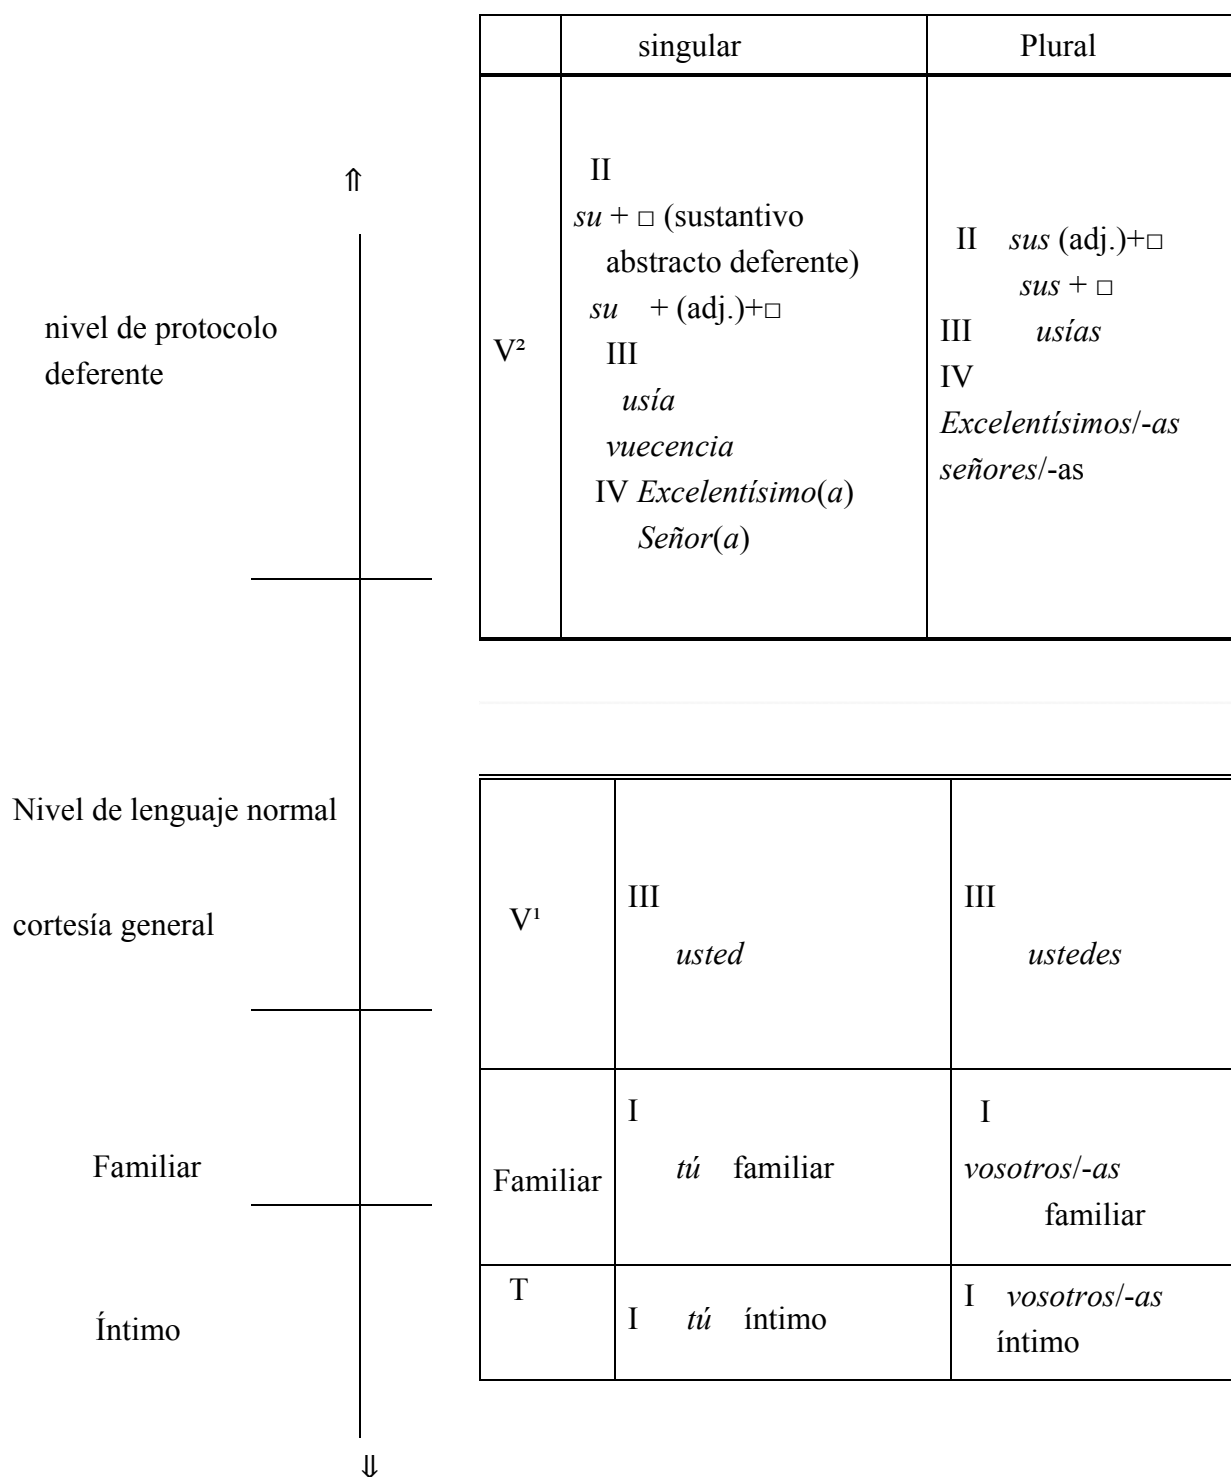 singular
Plural
⇑
nivel de protocolo
deferente
V²
II
su + □ (sustantivo
abstracto deferente)
su + (adj.)+□
III
usía
vuecencia
IV Excelentísimo(a)
Señor(a)
II sus (adj.)+□
sus + □
III usías
IV
Excelentísimos/-as
señores/-as
Nivel de lenguaje normal
cortesía general
V¹
III
usted
III
ustedes
Familiar
Familiar
I
tú familiar
I
vosotros/-as
familiar
Íntimo
T
I tú íntimo
I vosotros/-as
íntimo
⇓